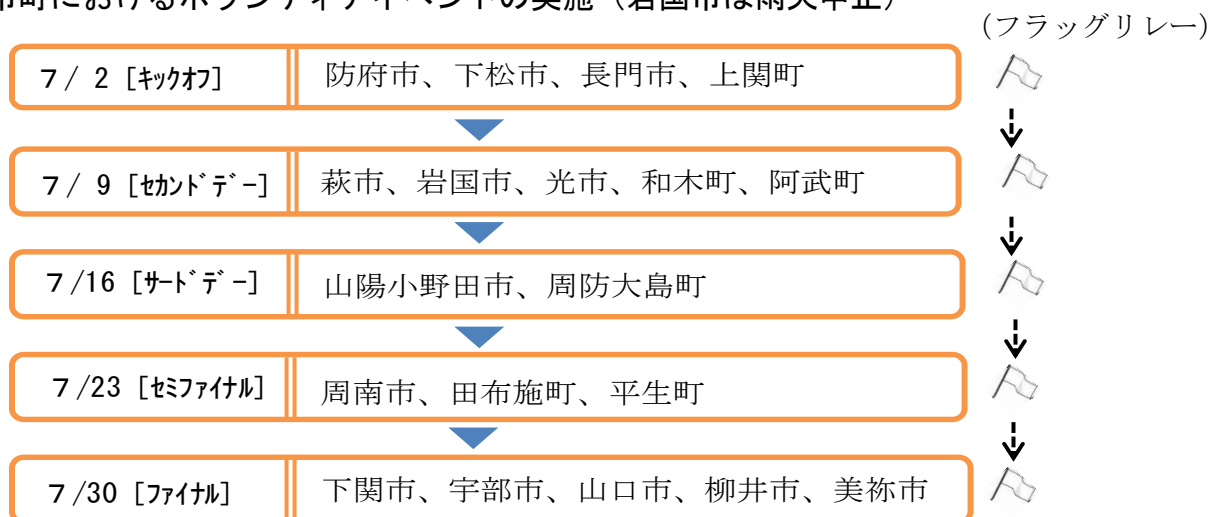 市町におけるボランティアイベントの実施（岩国市は雨天中止）
（フラッグリレー）
７/ 2 [ｷｯｸｵﾌ] 防府市、下松市、長門市、上関町
７/ 9 [ｾｶﾝﾄﾞﾃﾞｰ] 萩市、岩国市、光市、和木町、阿武町
７/16 [ｻｰﾄﾞﾃﾞｰ] 山陽小野田市、周防大島町
７/23 [ｾﾐﾌｧｲﾅﾙ] 周南市、田布施町、平生町
７/30 [ﾌｧｲﾅﾙ] 下関市、宇部市、山口市、柳井市、美祢市